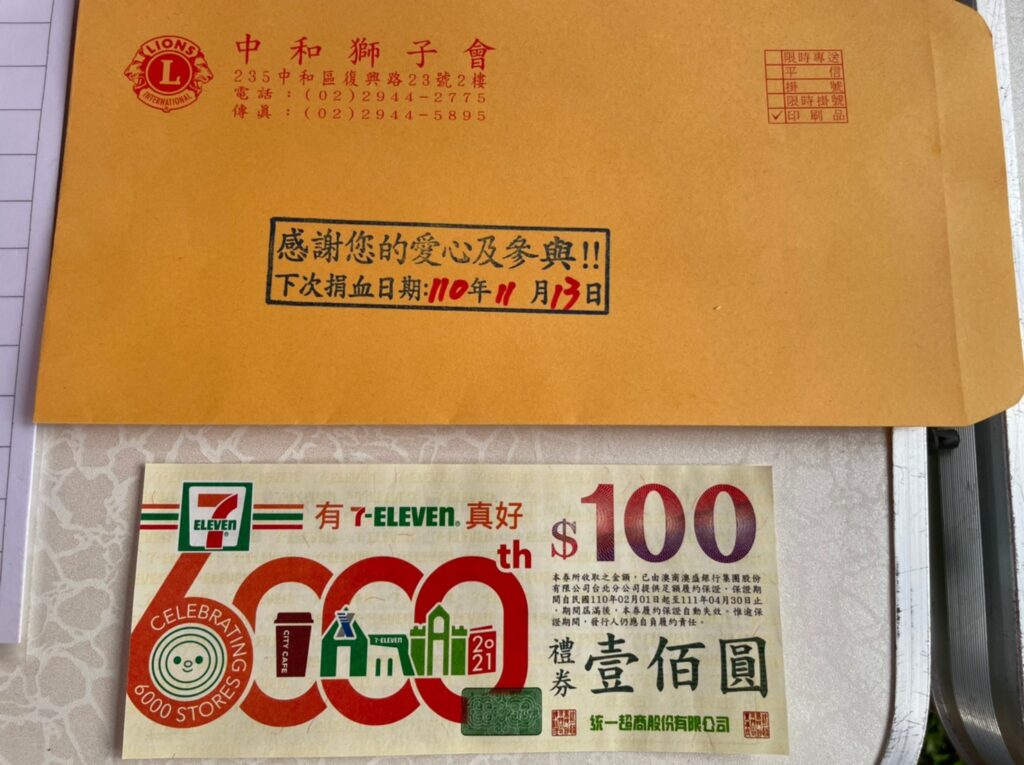 LIONS
L
INTERNATIONAL
中和獅子會
235中和區復興路23號2樓
電話：(02)2944-2775
傳真：(02)2944-5895
限時專送
平信
掛號
限時掛號
✓印刷品
感謝您的愛心及參與!!
下次捐血日期:110年11月13日
7
ELEVEN
有 7-ELEVEN® 真好
6000th
CELEBRATING
6000 STORES
CITY CAFE
7-ELEVEN
2021
$100
本券所收取之金額，已由澳商澳盛銀行集團股份
有限公司台北分公司提供足額履約保證，保證期
間自民國110年02月01日起至111年04月30日止
，期間屆滿後，本券履約保證自動失效。惟逾保
證期間，發行人仍應自負履約責任。
禮券
壹佰圓
統一超商股份有限公司